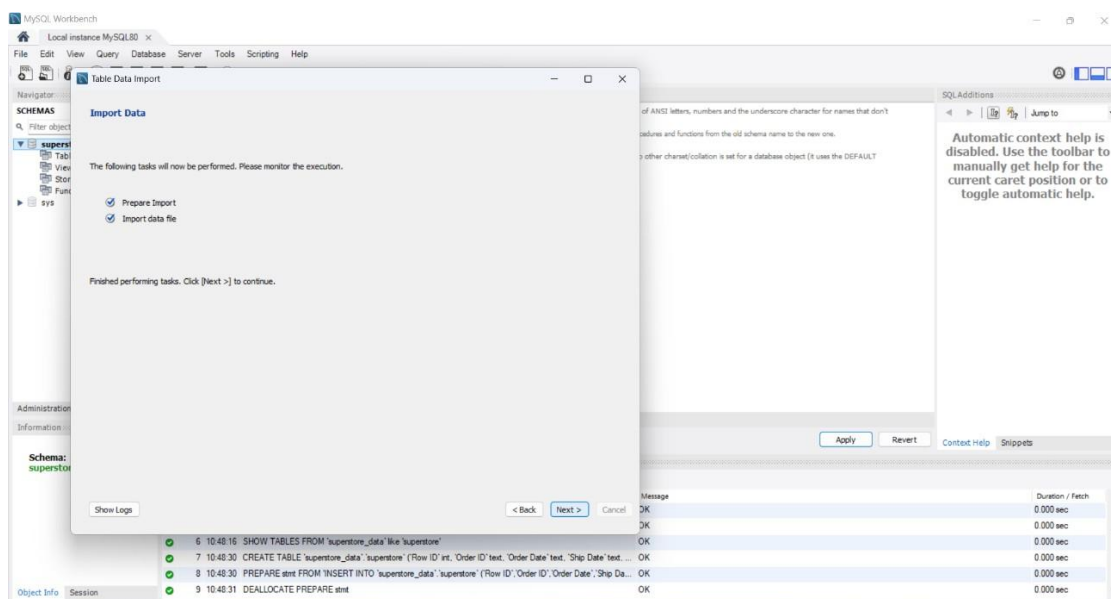 MySQL Workbench
Local instance MySQL80
File Edit View Query Database Server Tools Scripting Help
Table Data Import
Navigator
SCHEMAS
Filter object
sys
Import Data
The following tasks will now be performed. Please monitor the execution.
Prepare Import
Import data file
Finished performing tasks. Click [Next >] to continue.
Show Logs
< Back Next > Cancel
of ANSI letters, numbers and the underscore character for names that don't
and functions from the old schema name to the new one.
other charset/collation is set for a database object (it uses the DEFAULT
Apply Revert
SQLAdditions
Jump to
Automatic context help is
disabled. Use the toolbar to
manually get help for the
current caret position or to
toggle automatic help.
Context Help Snippets
Administration
Information
Schema:
Message Duration / Fetch
OK 0.000 sec
OK 0.000 sec
6 10:48:16 SHOW TABLES FROM `superstore_data` like 'superstore' OK 0.000 sec
7 10:48:30 CREATE TABLE `superstore_data`.`superstore` (`Row ID` int, `Order ID` text, `Order Date` text, `Ship Date` text, ... OK 0.000 sec
8 10:48:30 PREPARE stmt FROM 'INSERT INTO `superstore_data`.`superstore` (`Row ID`,`Order ID`,`Order Date`,`Ship Da... OK 0.000 sec
9 10:48:31 DEALLOCATE PREPARE stmt OK 0.000 sec
Object Info Session